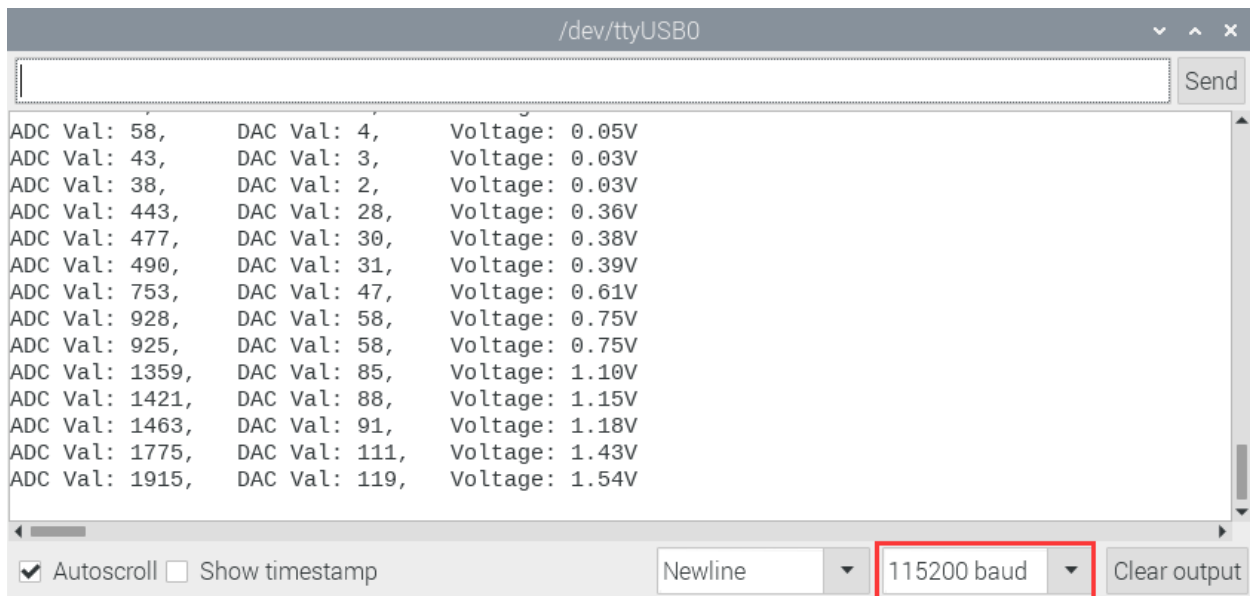 /dev/ttyUSB0
Send
ADC Val: 58, DAC Val: 4, Voltage: 0.05V
ADC Val: 43, DAC Val: 3, Voltage: 0.03V
ADC Val: 38, DAC Val: 2, Voltage: 0.03V
ADC Val: 443, DAC Val: 28, Voltage: 0.36V
ADC Val: 477, DAC Val: 30, Voltage: 0.38V
ADC Val: 490, DAC Val: 31, Voltage: 0.39V
ADC Val: 753, DAC Val: 47, Voltage: 0.61V
ADC Val: 928, DAC Val: 58, Voltage: 0.75V
ADC Val: 925, DAC Val: 58, Voltage: 0.75V
ADC Val: 1359, DAC Val: 85, Voltage: 1.10V
ADC Val: 1421, DAC Val: 88, Voltage: 1.15V
ADC Val: 1463, DAC Val: 91, Voltage: 1.18V
ADC Val: 1775, DAC Val: 111, Voltage: 1.43V
ADC Val: 1915, DAC Val: 119, Voltage: 1.54V
Autoscroll Show timestamp Newline 115200 baud Clear output